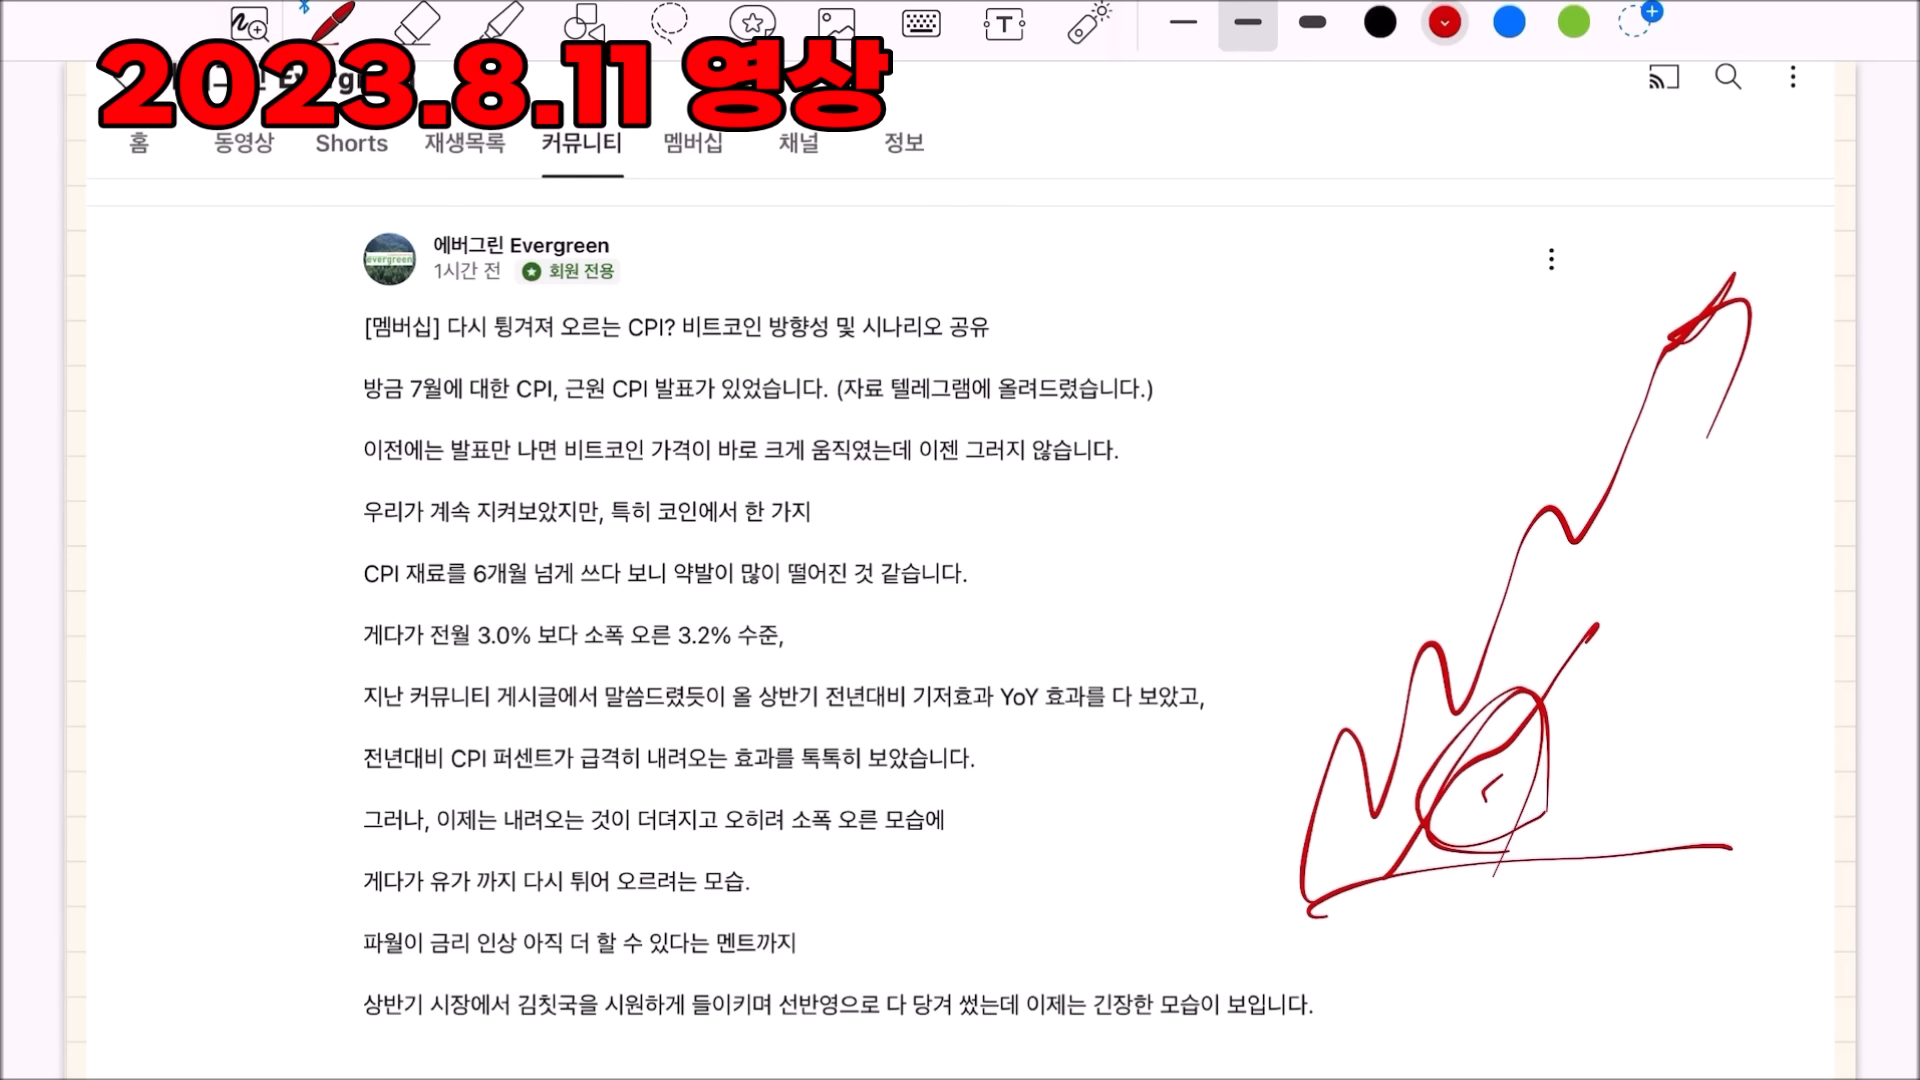 2023.8.11 영상
홈 동영상 Shorts 재생목록 커뮤니티 멤버십 채널 정보
에버그린 Evergreen
1시간 전 회원 전용
evergreen
[멤버십] 다시 튕겨져 오르는 CPI? 비트코인 방향성 및 시나리오 공유
방금 7월에 대한 CPI, 근원 CPI 발표가 있었습니다. (자료 텔레그램에 올려드렸습니다.)
이전에는 발표만 나면 비트코인 가격이 바로 크게 움직였는데 이젠 그러지 않습니다.
우리가 계속 지켜보았지만, 특히 코인에서 한 가지
CPI 재료를 6개월 넘게 쓰다 보니 약발이 많이 떨어진 것 같습니다.
게다가 전월 3.0% 보다 소폭 오른 3.2% 수준,
지난 커뮤니티 게시글에서 말씀드렸듯이 올 상반기 전년대비 기저효과 YoY 효과를 다 보았고,
전년대비 CPI 퍼센트가 급격히 내려오는 효과를 톡톡히 보았습니다.
그러나, 이제는 내려오는 것이 더뎌지고 오히려 소폭 오른 모습에
게다가 유가 까지 다시 튀어 오르려는 모습.
파월이 금리 인상 아직 더 할 수 있다는 멘트까지
상반기 시장에서 김칫국을 시원하게 들이키며 선반영으로 다 당겨 썼는데 이제는 긴장한 모습이 보입니다.